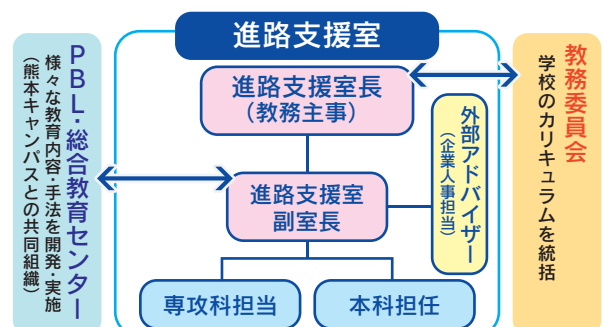 進路支援室
進路支援室長
（教務主事）
外部アドバイザー
（企業人事担当）
進路支援室
副室長
専攻科担当
本科担任
PBL・総合教育センター
様々な教育内容・手法を開発・実施
（熊本キャンパスとの共同組織）
教務委員会
学校のカリキュラムを統括